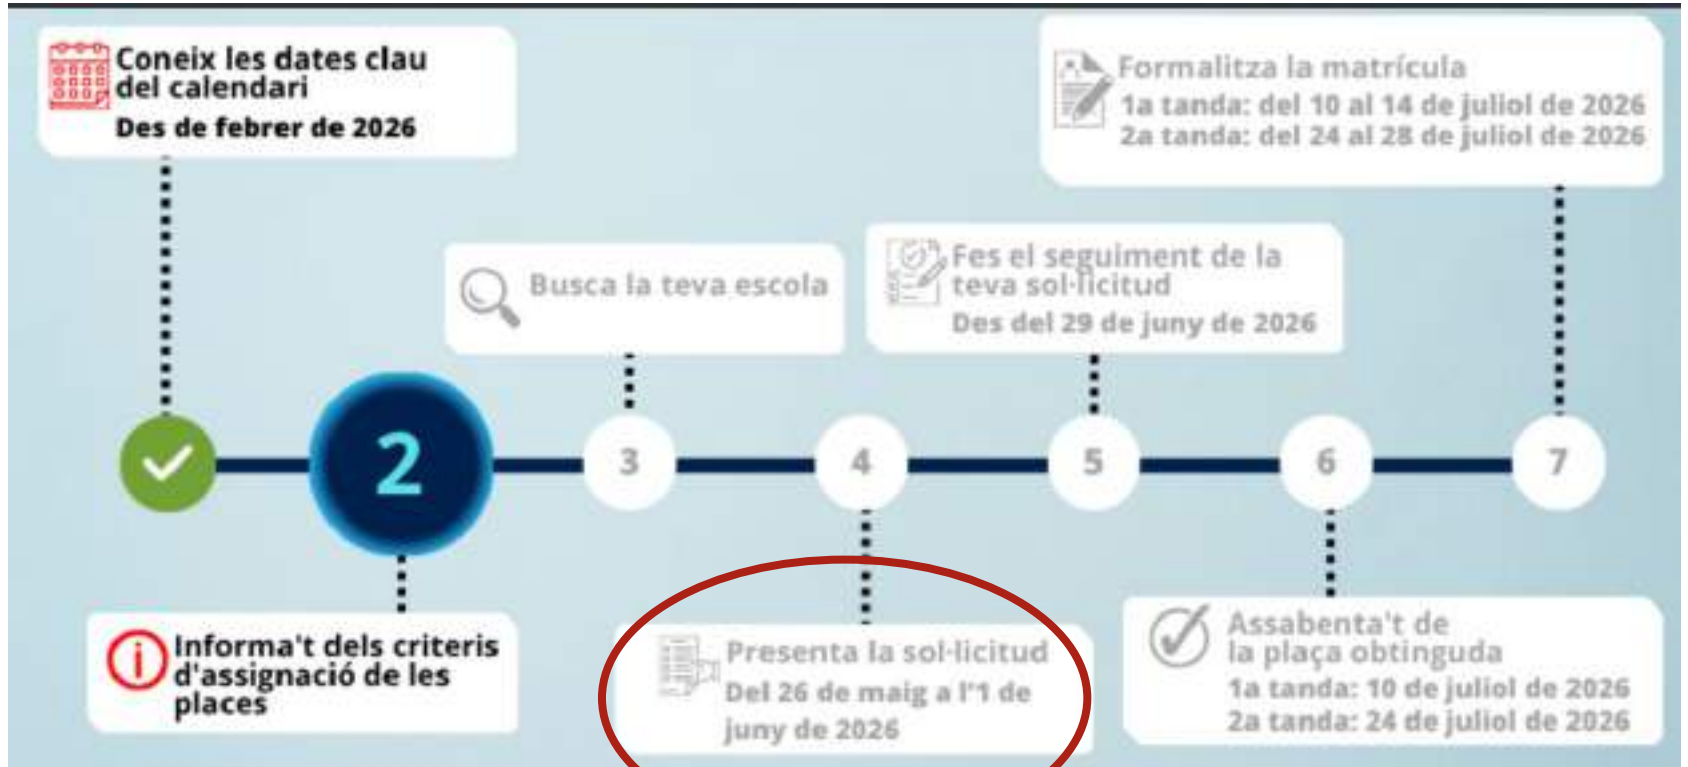 Coneix les dates clau
del calendari
Des de febrer de 2026
Formalitza la matrícula
1a tanda: del 10 al 14 de juliol de 2026
2a tanda: del 24 al 28 de juliol de 2026
Busca la teva escola
Fes el seguiment de la
teva sol·licitud
Des del 29 de juny de 2026
2
3
4
5
6
7
Informa't dels criteris
d'assignació de les
places
Presenta la sol·licitud
Del 26 de maig a l'1 de
juny de 2026
Assabenta't de
la plaça obtinguda
1a tanda: 10 de juliol de 2026
2a tanda: 24 de juliol de 2026